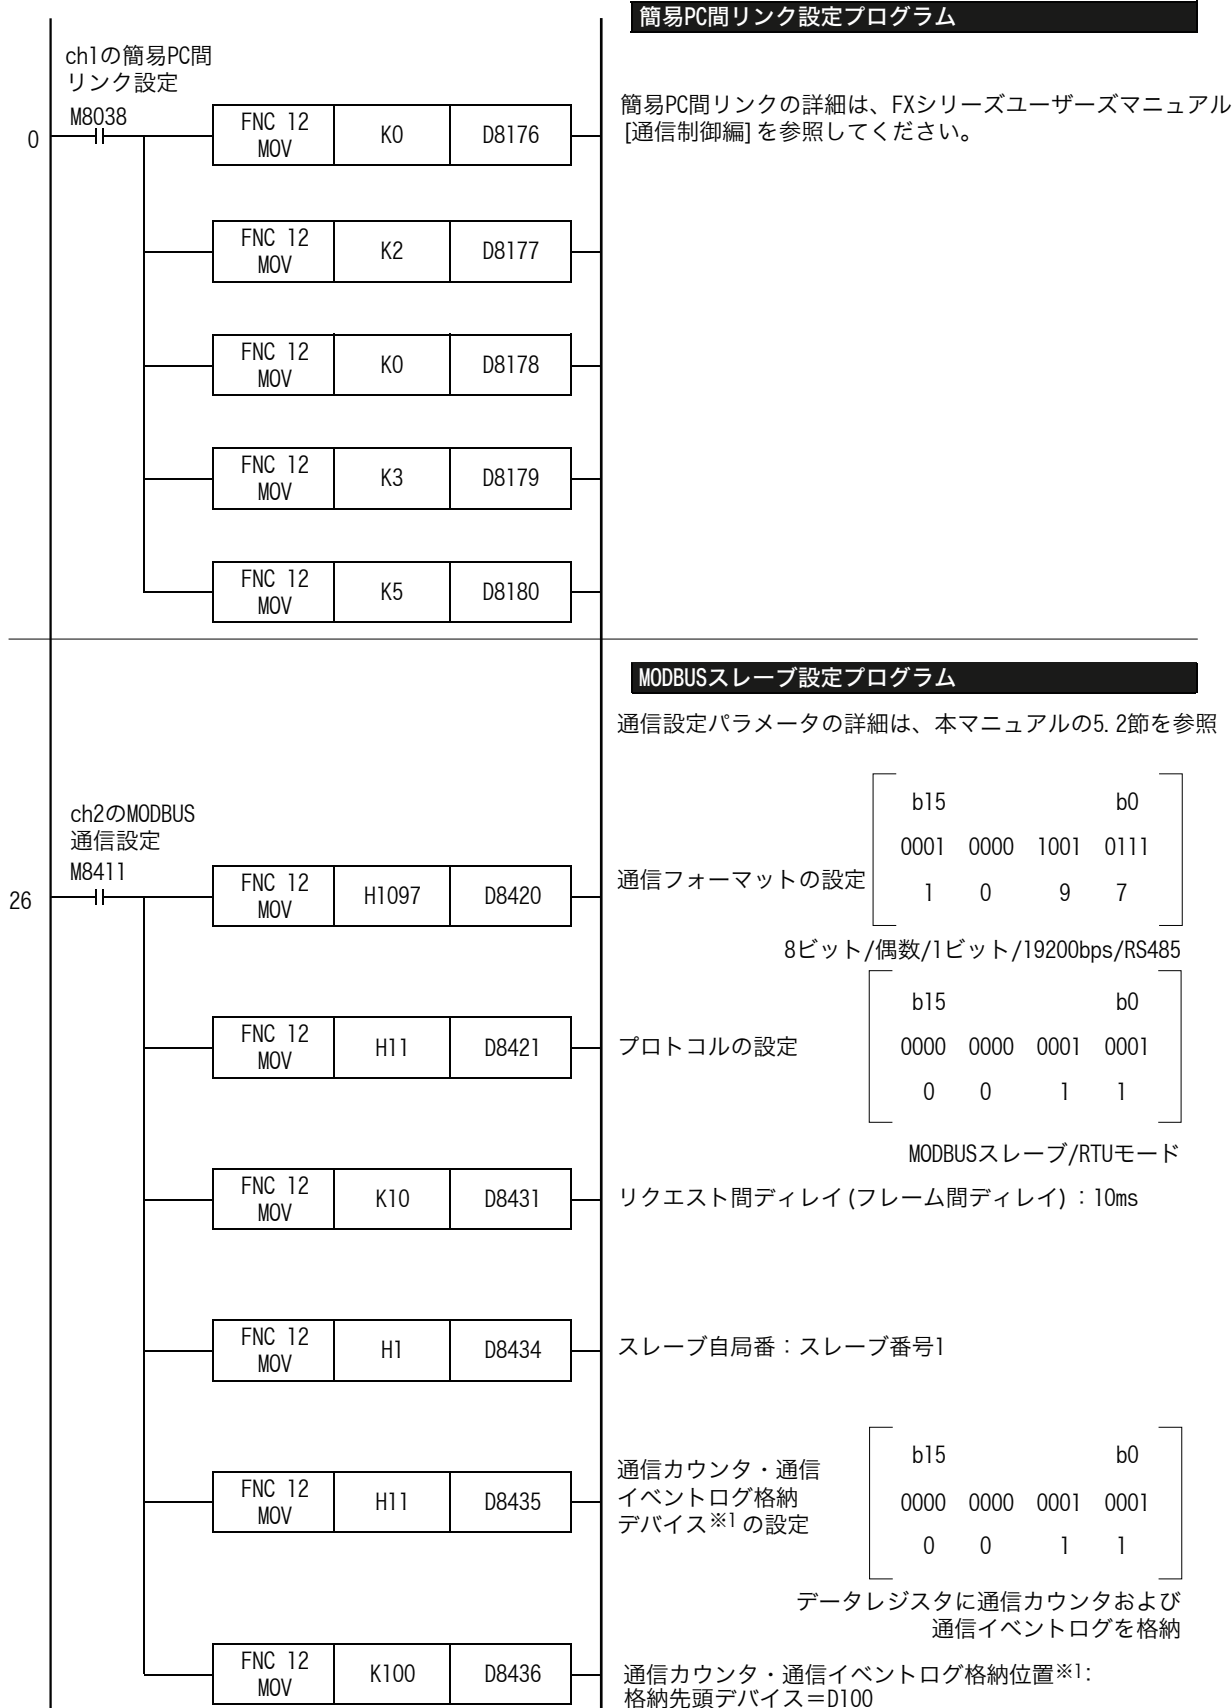 簡易PC間リンク設定プログラム
ch1の簡易PC間
リンク設定
M8038
0
FNC 12
MOV
K0
D8176
簡易PC間リンクの詳細は、FXシリーズユーザーズマニュアル
[通信制御編]を参照してください。
FNC 12
MOV
K2
D8177
FNC 12
MOV
K0
D8178
FNC 12
MOV
K3
D8179
FNC 12
MOV
K5
D8180
MODBUSスレーブ設定プログラム
通信設定パラメータの詳細は、本マニュアルの5.2節を参照
ch2のMODBUS
通信設定
M8411
26
FNC 12
MOV
H1097
D8420
通信フォーマットの設定
b15 b0
0001 0000 1001 0111
1 0 9 7
8ビット/偶数/1ビット/19200bps/RS485
FNC 12
MOV
H11
D8421
プロトコルの設定
b15 b0
0000 0000 0001 0001
0 0 1 1
MODBUSスレーブ/RTUモード
FNC 12
MOV
K10
D8431
リクエスト間ディレイ(フレーム間ディレイ):10ms
FNC 12
MOV
H1
D8434
スレーブ自局番：スレーブ番号1
FNC 12
MOV
H11
D8435
通信カウンタ・通信
イベントログ格納
デバイス※1の設定
b15 b0
0000 0000 0001 0001
0 0 1 1
データレジスタに通信カウンタおよび
通信イベントログを格納
FNC 12
MOV
K100
D8436
通信カウンタ・通信イベントログ格納位置※1:
格納先頭デバイス＝D100